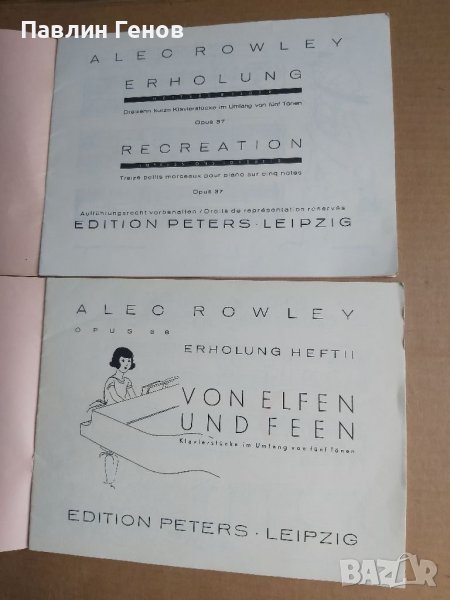 Павлин Генов
ALEC ROWLEY
ERHOLUNG
Dreizehn kurze Klavierstücke im Umfang von fünf Tönen
Opus 37
RECREATION
Treize petits morceaux pour piano sur cinq notes
Opus 37
Aufführungsrecht vorbehalten / Droits de représentation réservés
EDITION PETERS · LEIPZIG
ALEC ROWLEY
OPUS
ERHOLUNG HEFT II
VON ELFEN
UND FEEN
Klavierstücke im Umfang von fünf Tönen
EDITION PETERS · LEIPZIG
BAZAR